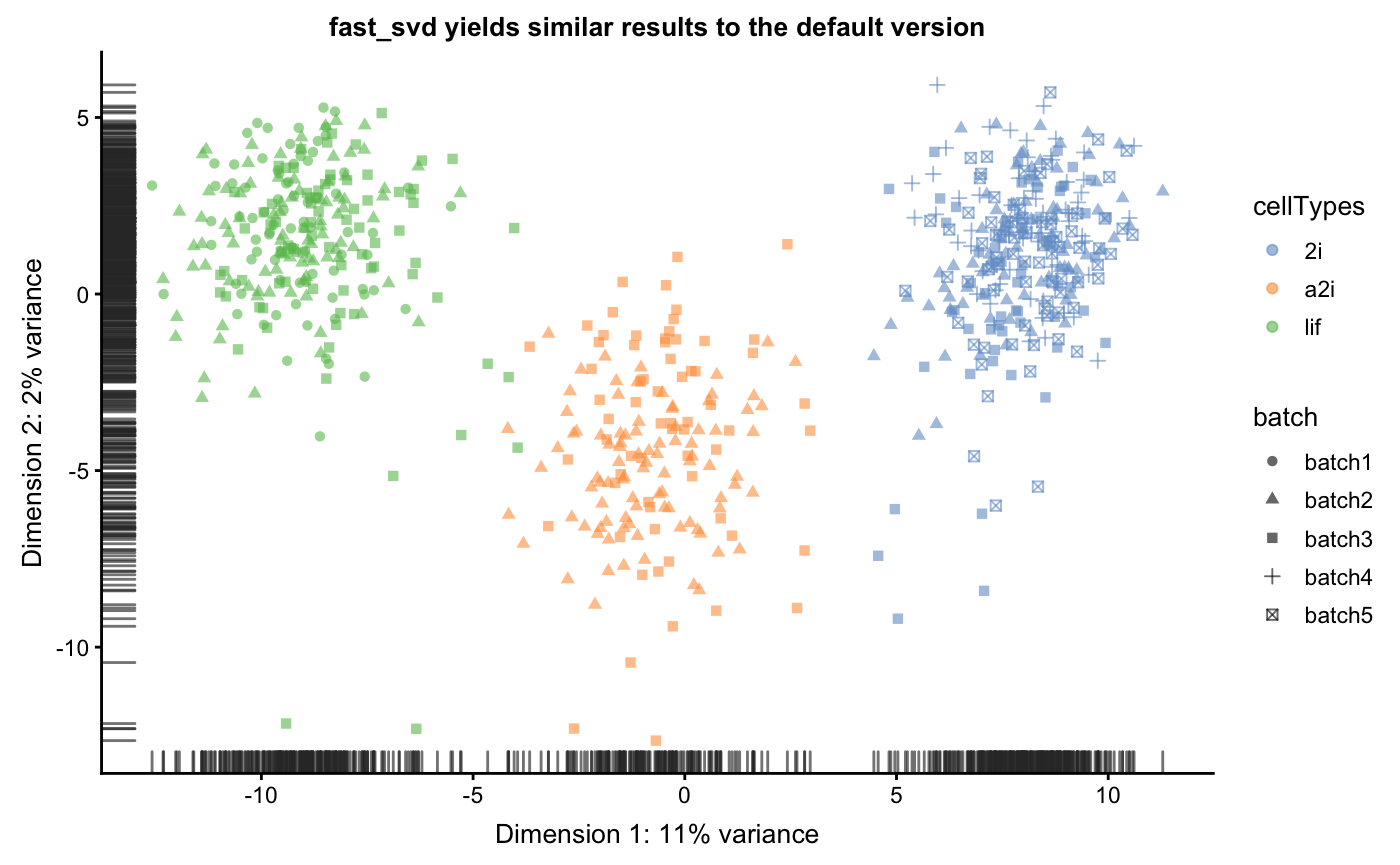 fast_svd yields similar results to the default version
5
0
-5
-10
Dimension 2: 2% variance
-10
-5
0
5
10
Dimension 1: 11% variance
cellTypes
2i
a2i
lif
batch
batch1
batch2
batch3
batch4
batch5